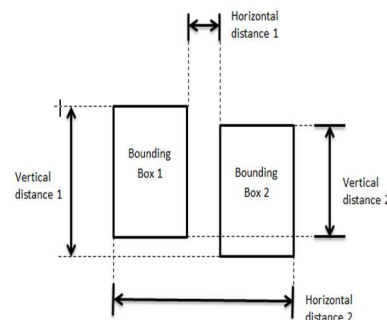 Horizontal
distance 1
Bounding
Box 1
Bounding
Box 2
Vertical
distance 1
Vertical
distance 2
Horizontal
distance 2